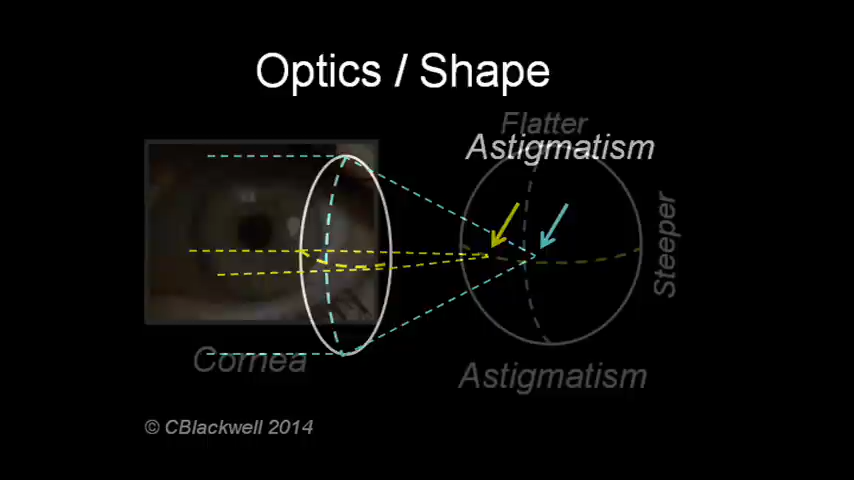 Optics / Shape
Flatter
Astigmatism
Steeper
Cornea
Astigmatism
© CBlackwell 2014